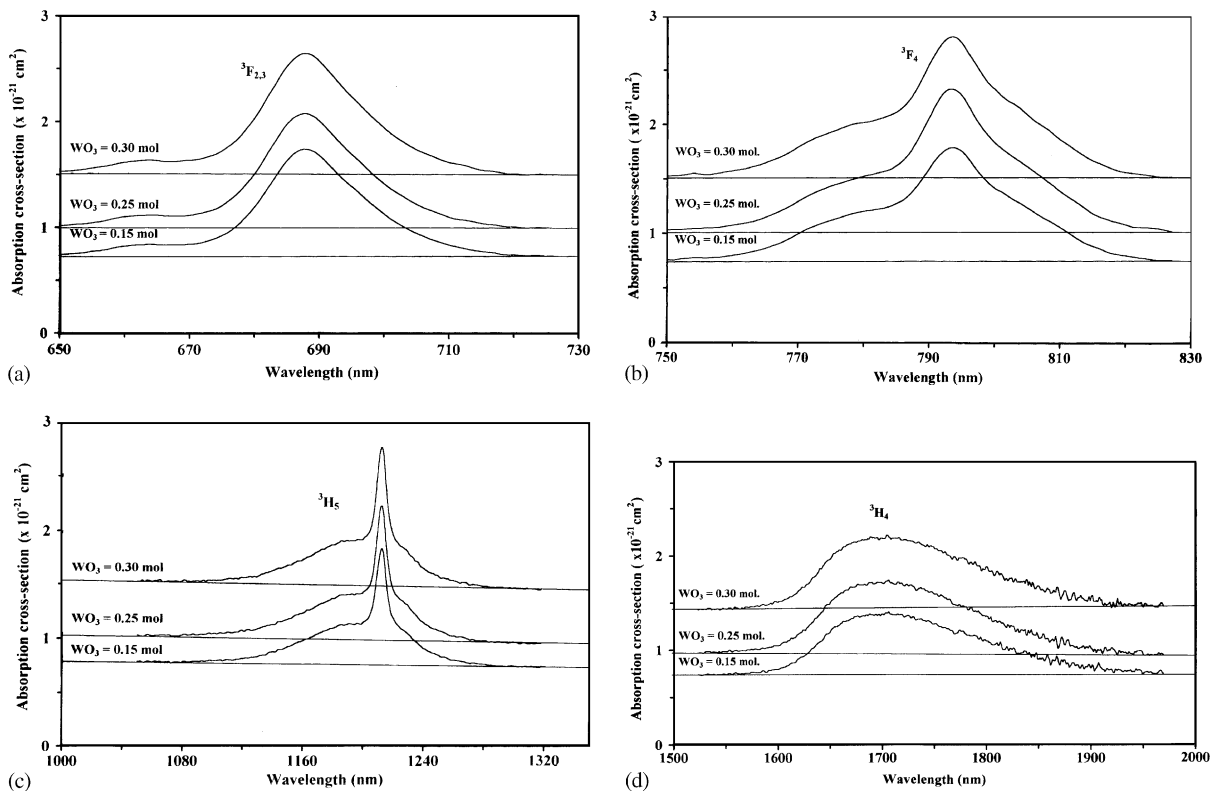 3
2
1
0
Absorption cross-section (x 10⁻²¹ cm²)
³F₂,₃
WO₃ = 0.30 mol
WO₃ = 0.25 mol
WO₃ = 0.15 mol
650 670 690 710 730
Wavelength (nm)
(a)
3
2
1
0
Absorption cross-section ( x10⁻²¹ cm²)
³F₄
WO₃ = 0.30 mol.
WO₃ = 0.25 mol.
WO₃ = 0.15 mol
750 770 790 810 830
Wavelength (nm)
(b)
3
2
1
0
Absorption cross-section (x 10⁻²¹ cm²)
³H₅
WO₃ = 0.30 mol
WO₃ = 0.25 mol
WO₃ = 0.15 mol
1000 1080 1160 1240 1320
Wavelength (nm)
(c)
3
2
1
0
Absorption cross-section ( x10⁻²¹ cm²)
³H₄
WO₃ = 0.30 mol.
WO₃ = 0.25 mol.
WO₃ = 0.15 mol.
1500 1600 1700 1800 1900 2000
Wavelength (nm)
(d)